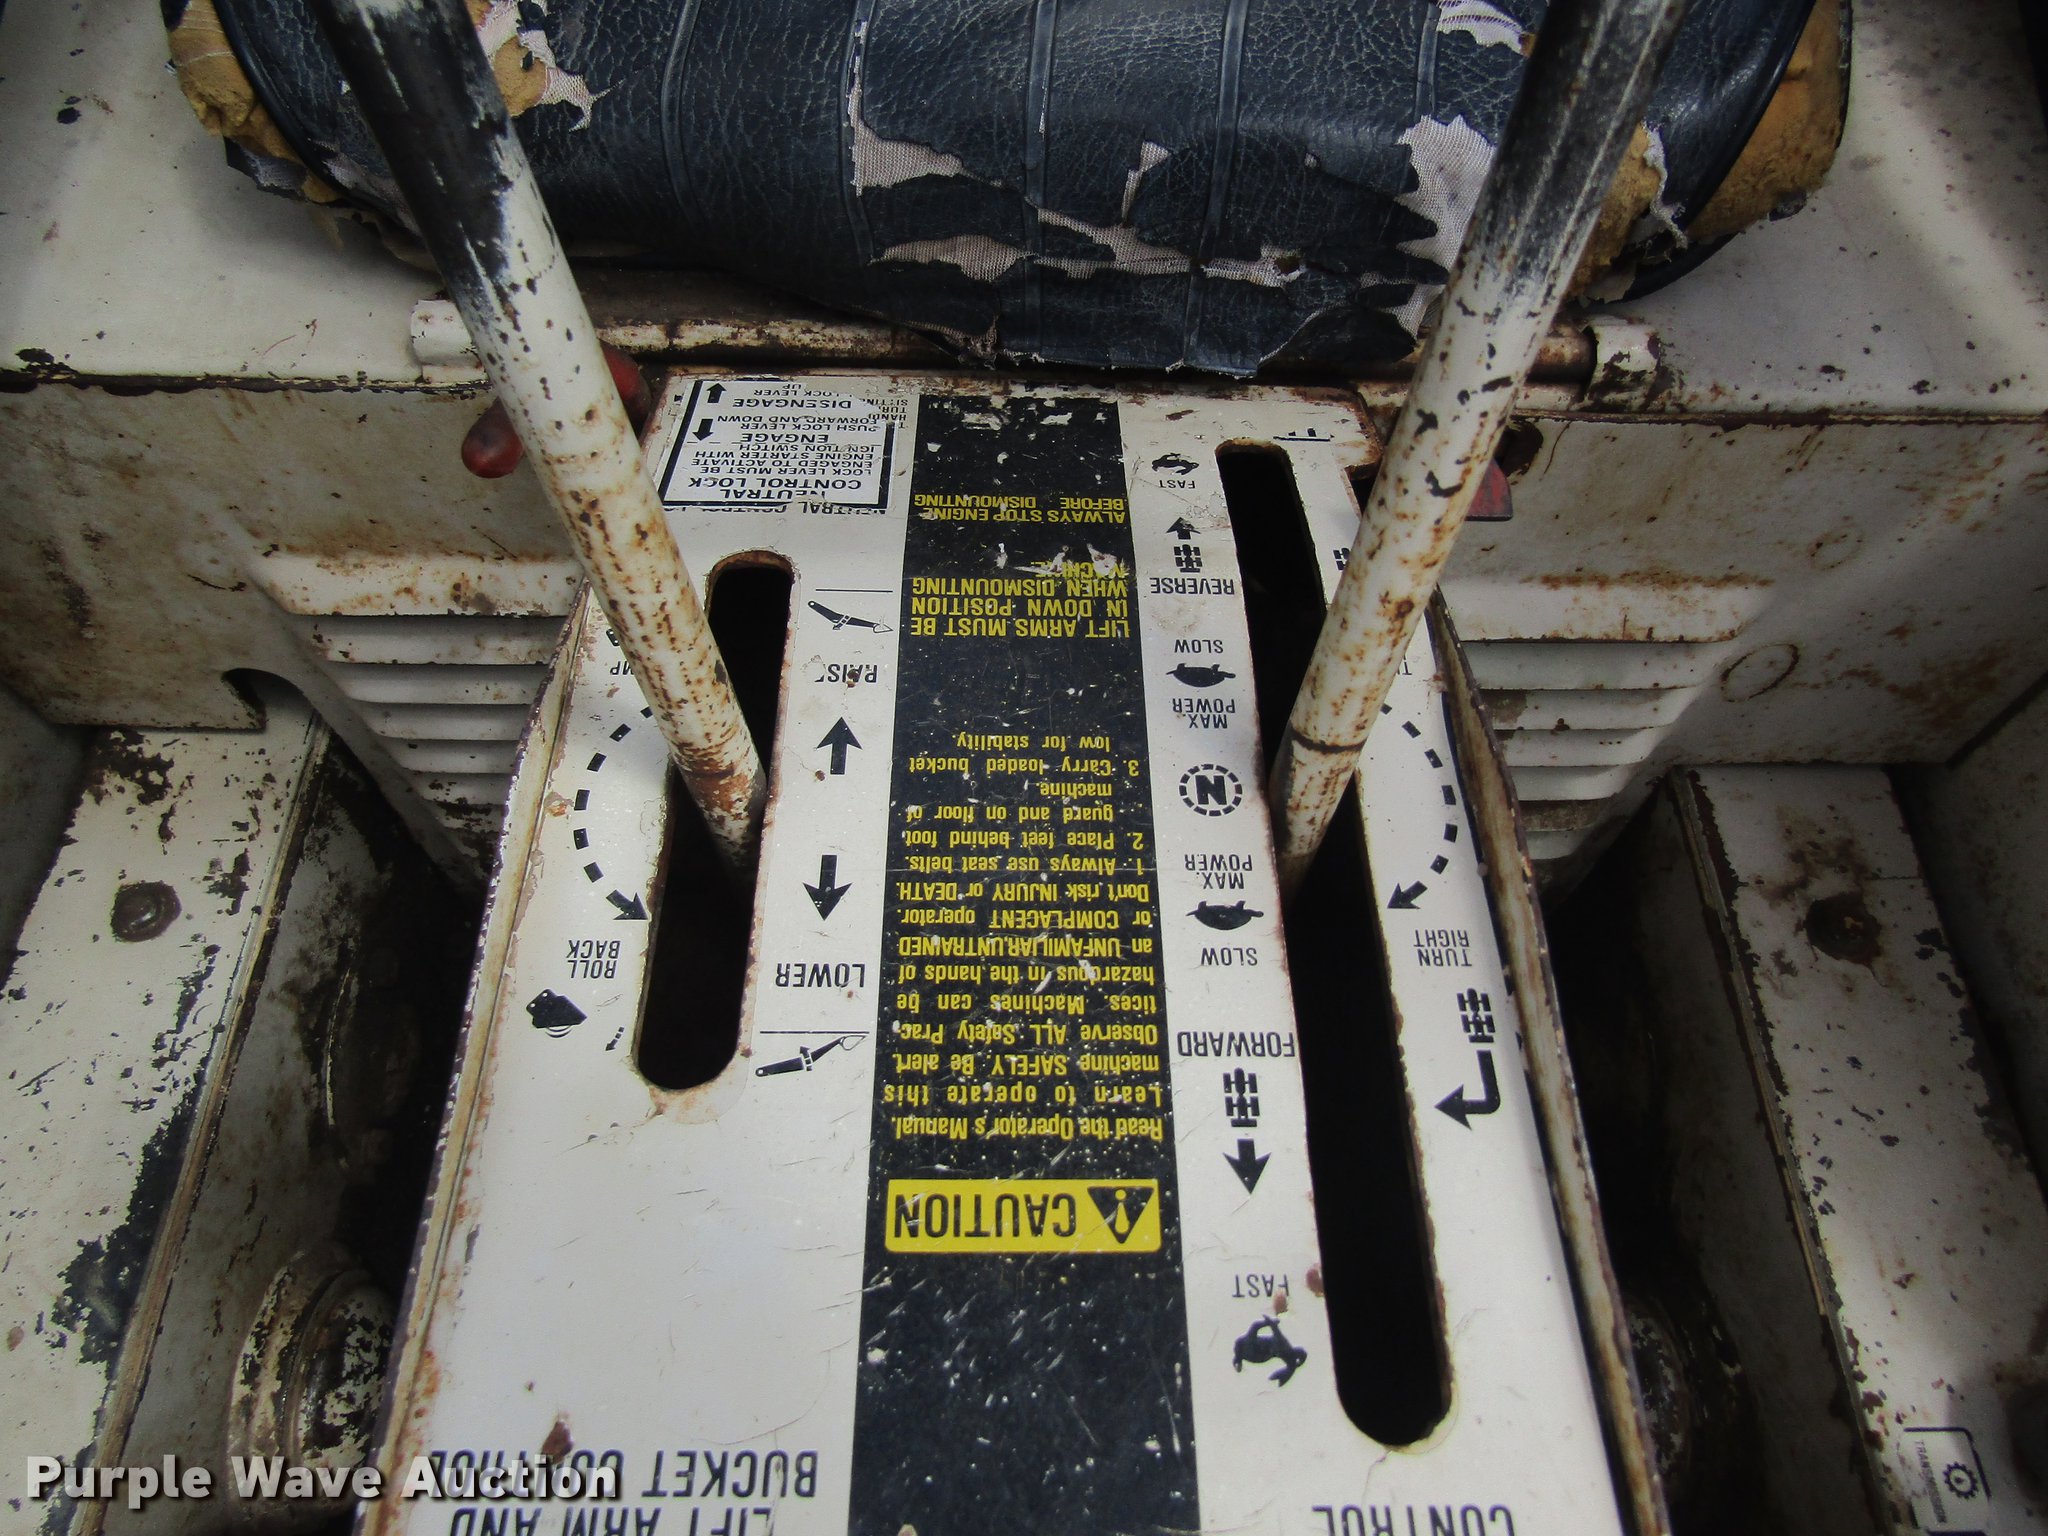 CAUTION
Read the Operator's Manual.
Learn to operate this
machine SAFELY. Be alert.
Observe ALL Safety Prac-
tices. Machines can be
hazardous in the hands of
an UNFAMILIAR, UNTRAINED
or COMPLACENT operator.
Don't risk INJURY or DEATH.
1. Always use seat belts.
2. Place feet behind foot
guard and on floor of
machine.
3. Carry loaded bucket
low for stability.
LIFT ARMS MUST BE
IN DOWN POSITION
WHEN DISMOUNTING
MACHINE.
ALWAYS STOP ENGINE
BEFORE DISMOUNTING
CONTROL
FAST
FORWARD
SLOW
MAX.
POWER
N
MAX.
POWER
SLOW
REVERSE
FAST
TURN
RIGHT
LIFT ARM AND
BUCKET CONTROL
LOWER
RAISE
ROLL
BACK
NEUTRAL
CONTROL LOCK
LOCK LEVER MUST BE
ENGAGED TO ACTIVATE
ENGINE STARTER WITH
IGNITION SWITCH
ENGAGE
PUSH LOCK LEVER
FORWARD AND DOWN
DISENGAGE
LOCK LEVER
UP
TRANSMISSION
Purple Wave Auction